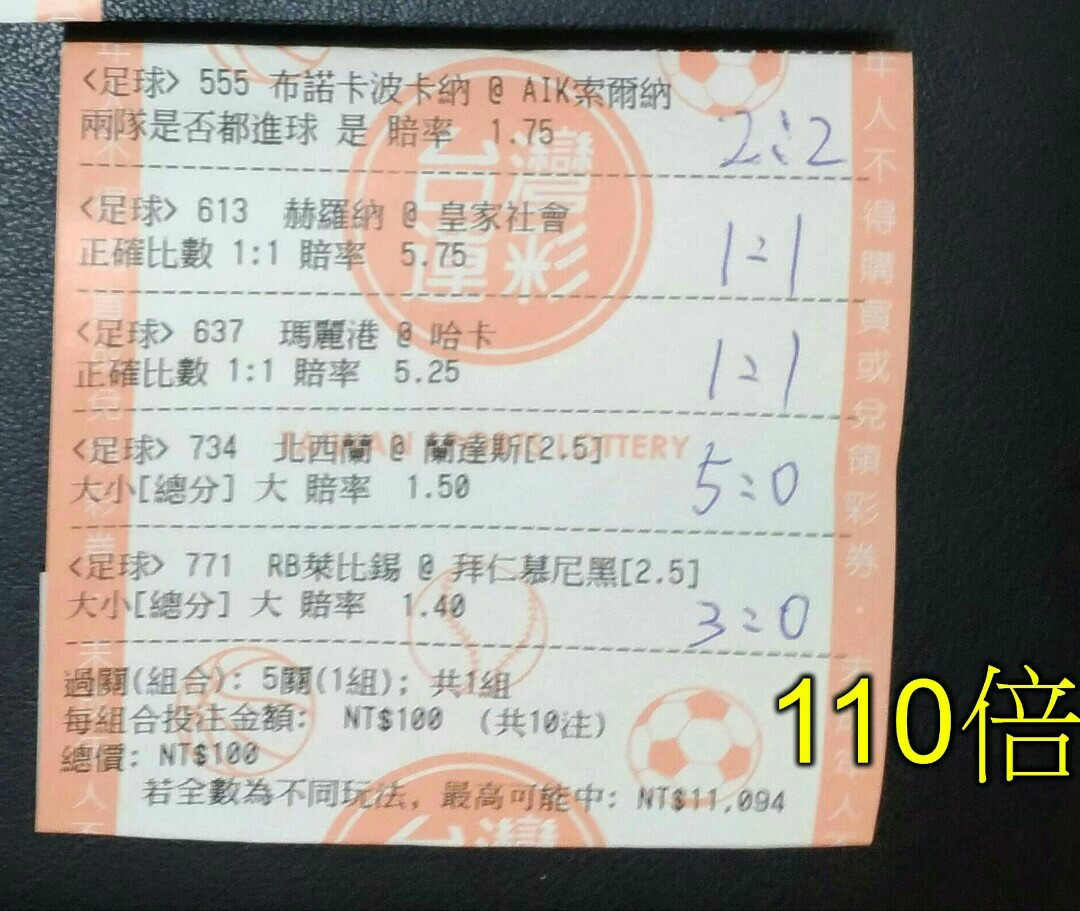 <足球> 555 布諾卡波卡納 @ AIK索爾納
兩隊是否都進球 是 賠率 1.75
2:2
<足球> 613 赫羅納 @ 皇家社會
正確比數 1:1 賠率 5.75
1:1
<足球> 637 瑪麗港 @ 哈卡
正確比數 1:1 賠率 5.25
1:1
<足球> 734 北西蘭 @ 蘭達斯[2.5]
大小[總分] 大 賠率 1.50
5:0
<足球> 771 RB萊比錫 @ 拜仁慕尼黑[2.5]
大小[總分] 大 賠率 1.40
3:0
過關(組合): 5關(1組); 共1組
每組合投注金額: NT$100 (共10注)
總價: NT$100
若全數為不同玩法, 最高可能中: NT$11,094
110倍
台灣
運彩
TAIWAN SPORTS LOTTERY
年人不得購買或兌領彩券·未
台灣